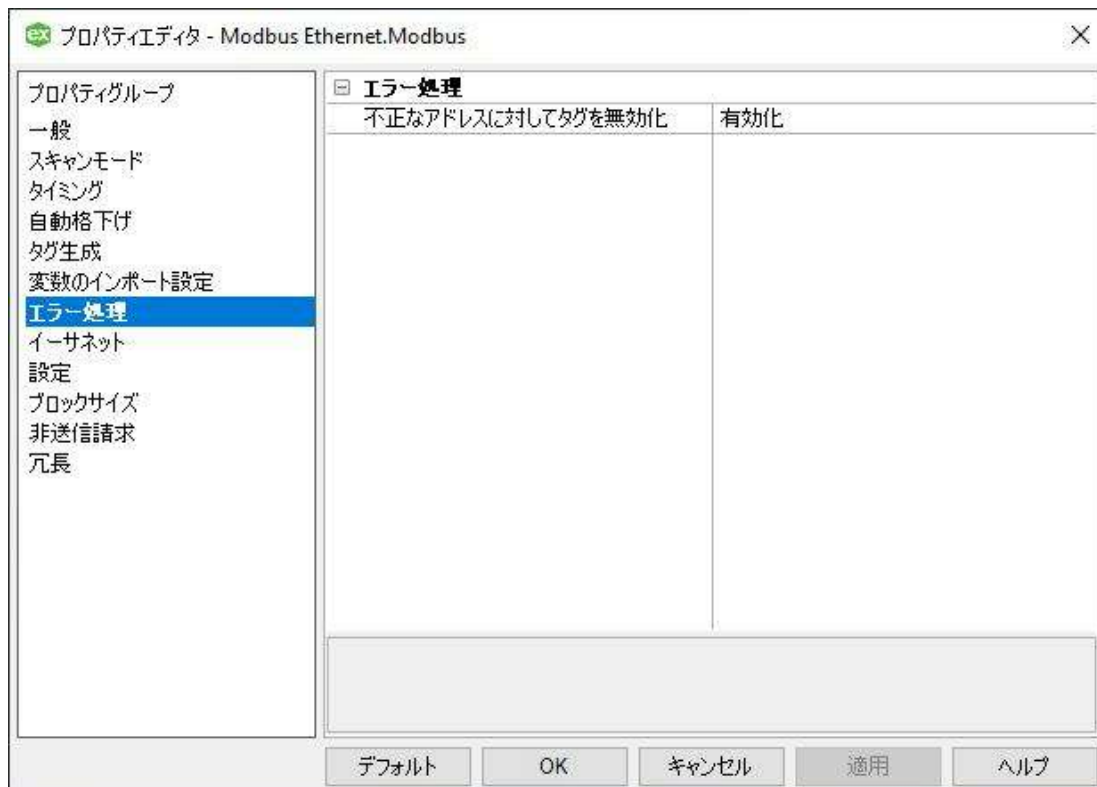 プロパティエディタ - Modbus Ethernet.Modbus
プロパティグループ
一般
スキャンモード
タイミング
自動格下げ
タグ生成
変数のインポート設定
エラー処理
イーサネット
設定
ブロックサイズ
非送信請求
冗長
エラー処理
不正なアドレスに対してタグを無効化 有効化
デフォルト OK キャンセル 適用 ヘルプ